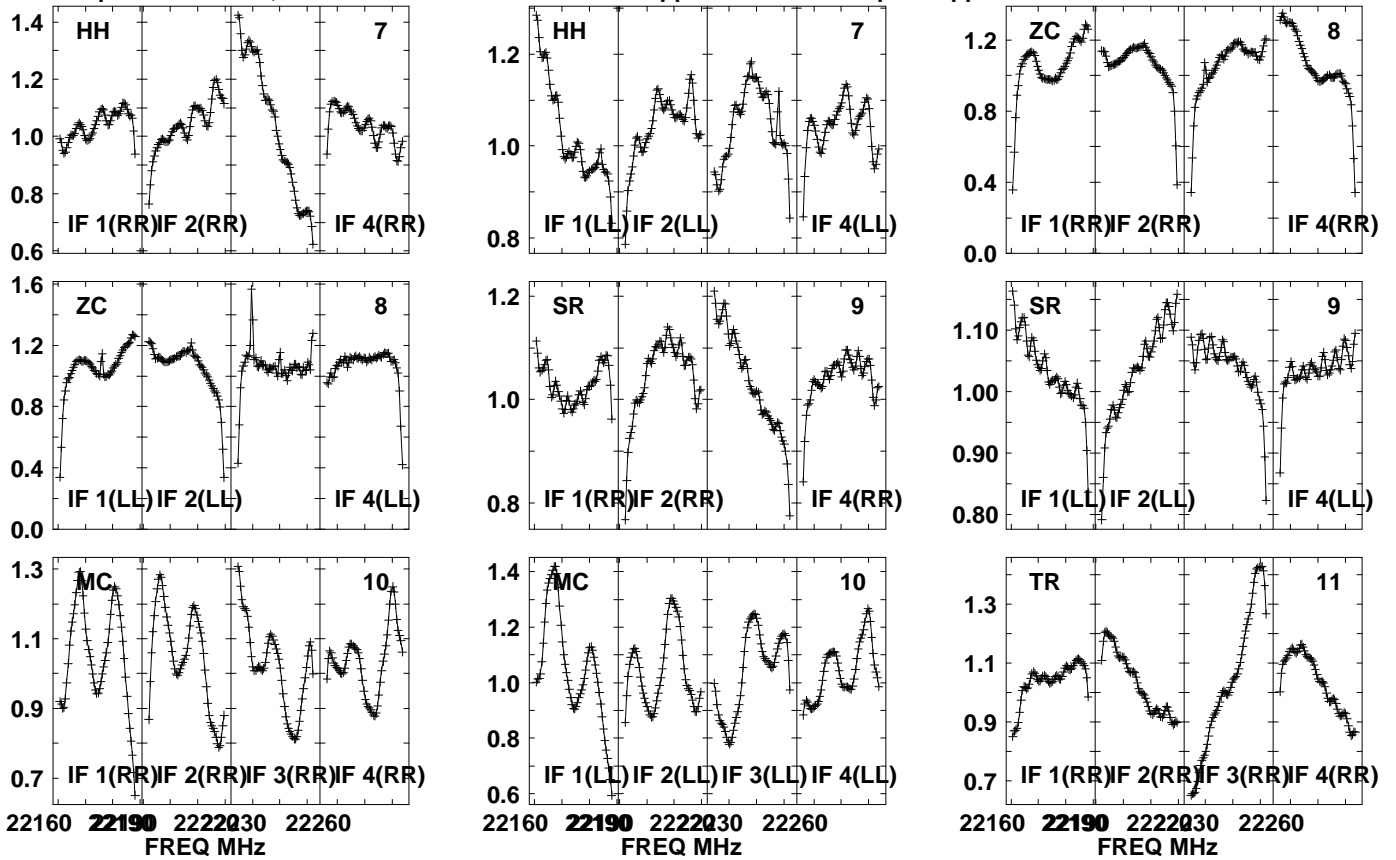 1.4 HH 7
1.2
1.0
0.8
0.6 IF 1(RR) IF 2(RR) IF 4(RR)
HH 7
1.2
1.0
0.8 IF 1(LL) IF 2(LL) IF 4(LL)
ZC 8
1.2
0.8
0.4
0.0 IF 1(RR) IF 2(RR) IF 4(RR)
1.6 ZC 8
1.2
0.8
0.4
0.0 IF 1(LL) IF 2(LL) IF 4(LL)
SR 9
1.2
1.0
0.8 IF 1(RR) IF 2(RR) IF 4(RR)
SR 9
1.10
1.00
0.90
0.80 IF 1(LL) IF 2(LL) IF 4(LL)
1.3 MC 10
1.1
0.9
0.7 IF 1(RR) IF 2(RR) IF 3(RR) IF 4(RR)
22160 22190 22230 22260
FREQ MHz
1.4 MC 10
1.2
1.0
0.8
0.6 IF 1(LL) IF 2(LL) IF 3(LL) IF 4(LL)
22160 22190 22230 22260
FREQ MHz
TR 11
1.3
1.1
0.9
0.7 IF 1(RR) IF 2(RR) IF 3(RR) IF 4(RR)
22160 22190 22230 22260
FREQ MHz